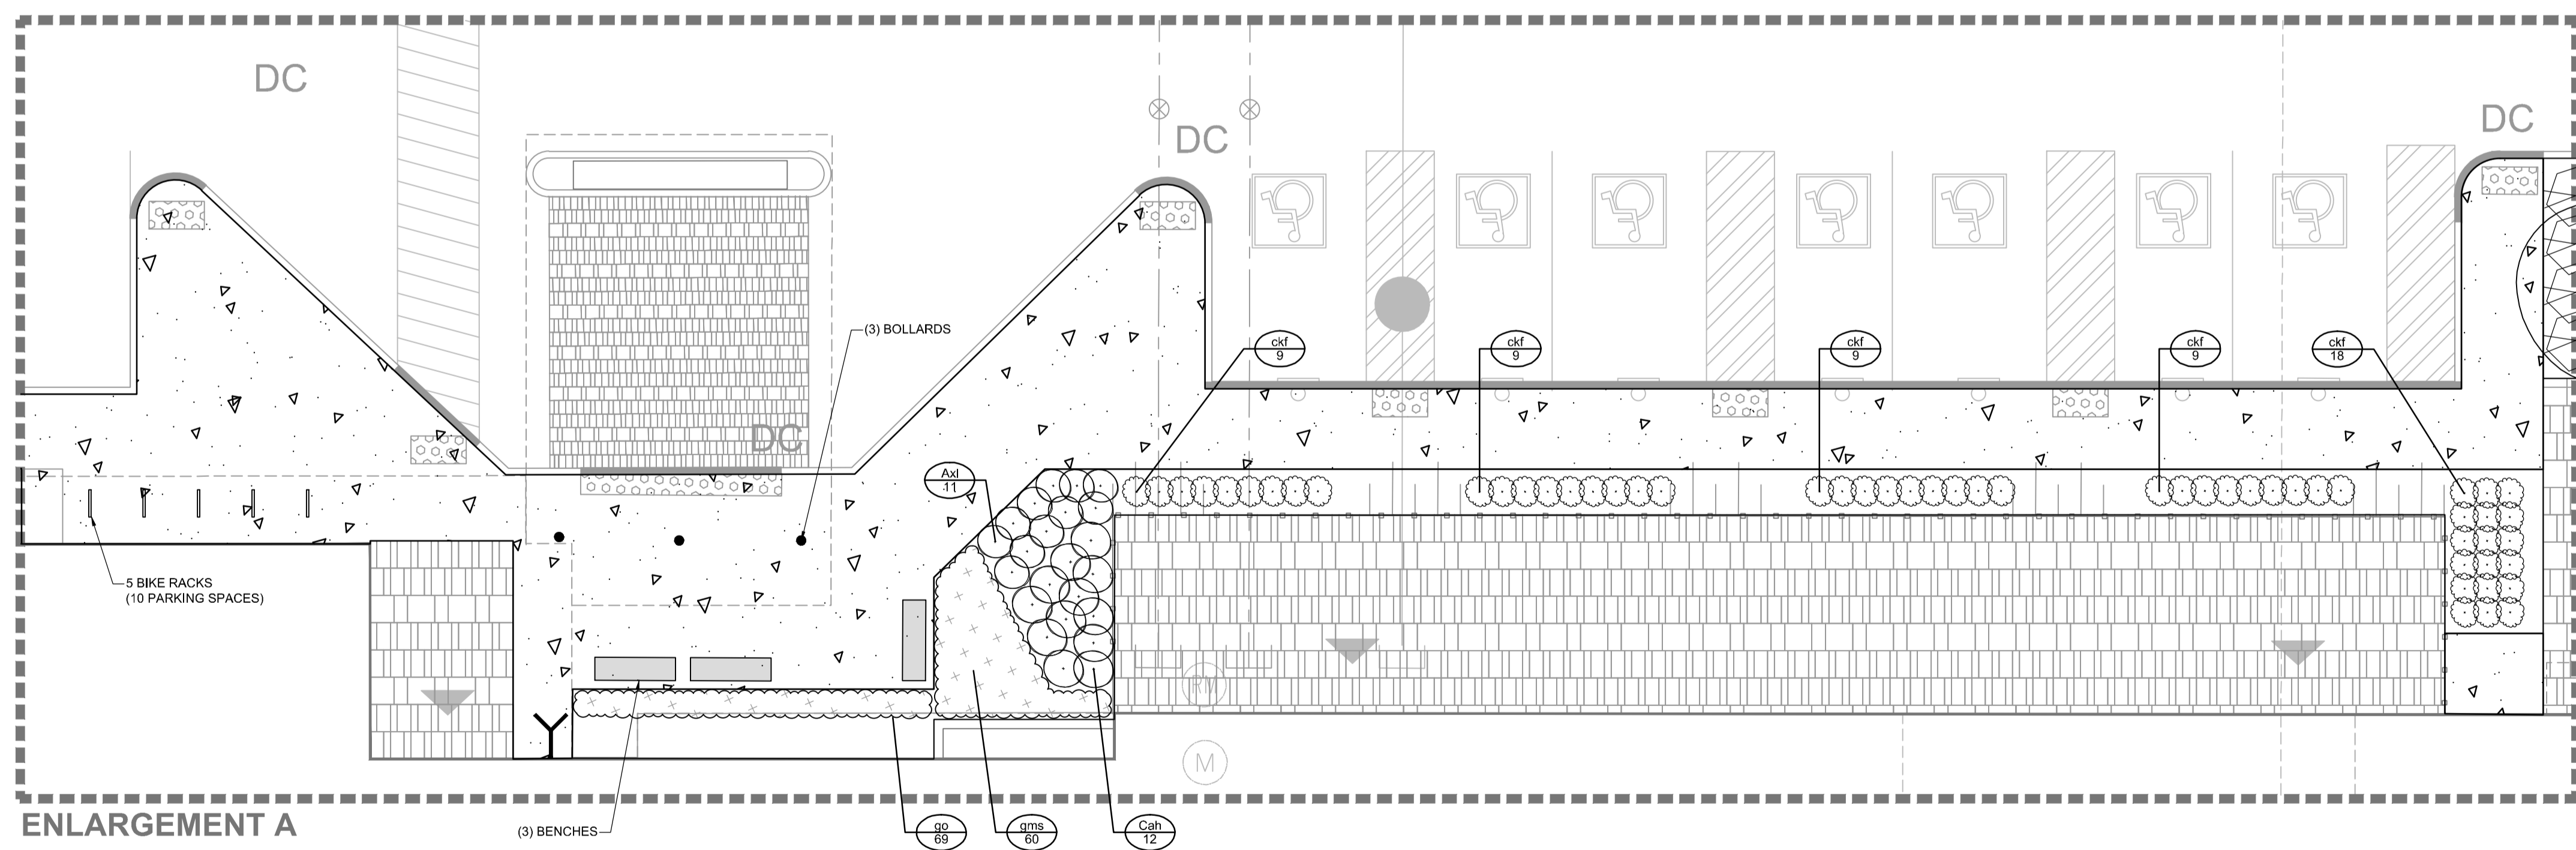 DC
DC
DC
(3) BOLLARDS
ckf
9
ckf
9
ckf
9
ckf
9
ckf
18
DC
Axl
11
5 BIKE RACKS
(10 PARKING SPACES)
RM
M
ENLARGEMENT A
(3) BENCHES
go
69
gms
60
Cah
12